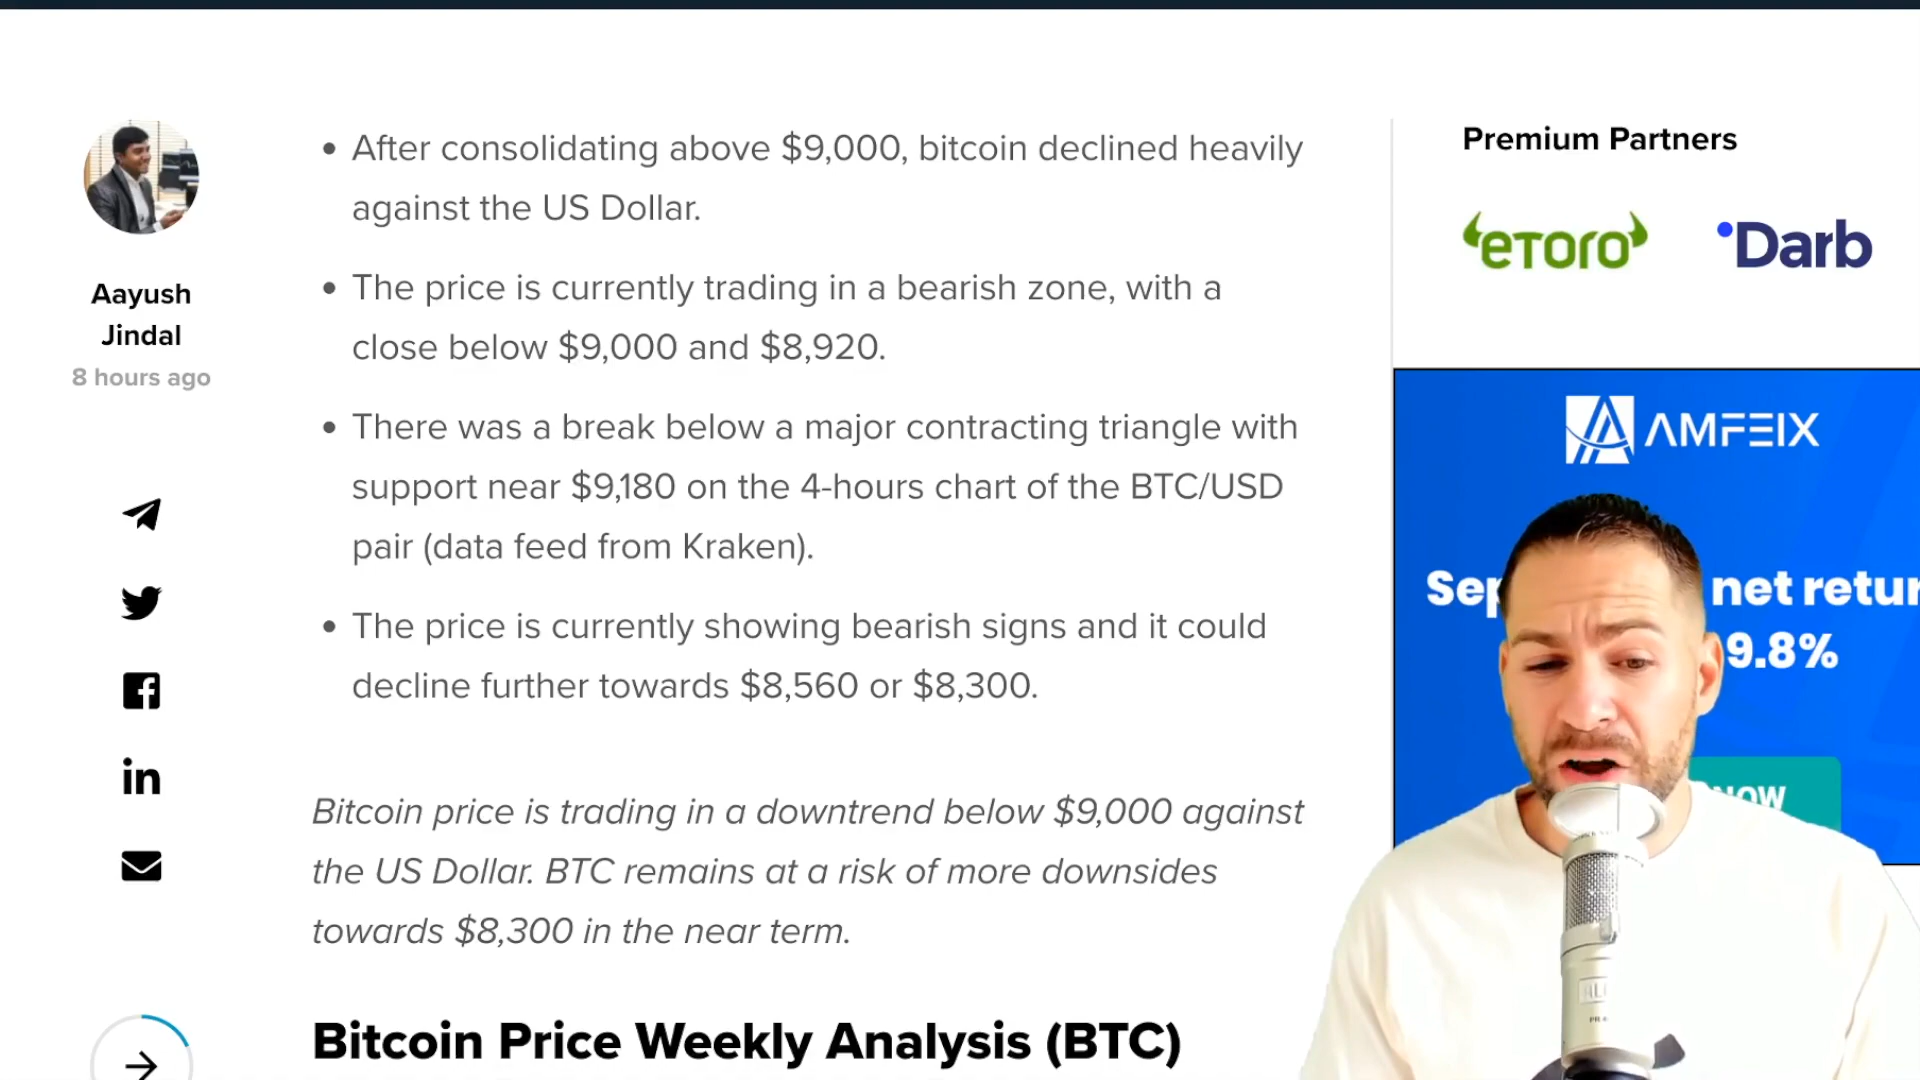 After consolidating above $9,000, bitcoin declined heavily
against the US Dollar.
The price is currently trading in a bearish zone, with a
close below $9,000 and $8,920.
There was a break below a major contracting triangle with
support near $9,180 on the 4-hours chart of the BTC/USD
pair (data feed from Kraken).
The price is currently showing bearish signs and it could
decline further towards $8,560 or $8,300.
Bitcoin price is trading in a downtrend below $9,000 against
the US Dollar. BTC remains at a risk of more downsides
towards $8,300 in the near term.
Bitcoin Price Weekly Analysis (BTC)
Aayush
Jindal
8 hours ago
in
Premium Partners
eToro
Darb
AMFEIX
net
9.8%
NOW